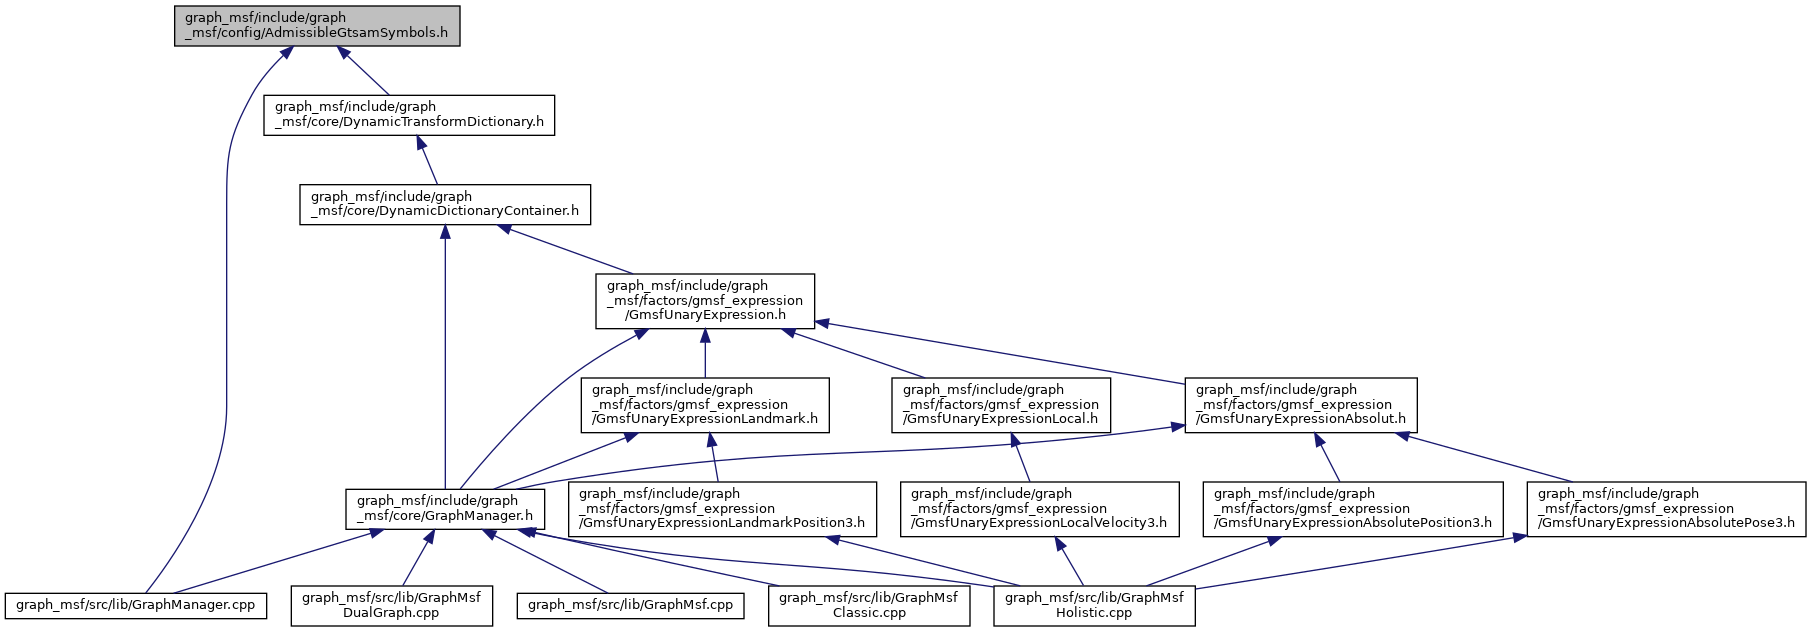 graph_msf/include/graph
_msf/config/AdmissibleGtsamSymbols.h
graph_msf/include/graph
_msf/core/DynamicTransformDictionary.h
graph_msf/include/graph
_msf/core/DynamicDictionaryContainer.h
graph_msf/include/graph
_msf/factors/gmsf_expression
/GmsfUnaryExpression.h
graph_msf/include/graph
_msf/factors/gmsf_expression
/GmsfUnaryExpressionLandmark.h
graph_msf/include/graph
_msf/factors/gmsf_expression
/GmsfUnaryExpressionLocal.h
graph_msf/include/graph
_msf/factors/gmsf_expression
/GmsfUnaryExpressionAbsolut.h
graph_msf/include/graph
_msf/core/GraphManager.h
graph_msf/include/graph
_msf/factors/gmsf_expression
/GmsfUnaryExpressionLandmarkPosition3.h
graph_msf/include/graph
_msf/factors/gmsf_expression
/GmsfUnaryExpressionLocalVelocity3.h
graph_msf/include/graph
_msf/factors/gmsf_expression
/GmsfUnaryExpressionAbsolutePosition3.h
graph_msf/include/graph
_msf/factors/gmsf_expression
/GmsfUnaryExpressionAbsolutePose3.h
graph_msf/src/lib/GraphManager.cpp
graph_msf/src/lib/GraphMsf
DualGraph.cpp
graph_msf/src/lib/GraphMsf.cpp
graph_msf/src/lib/GraphMsf
Classic.cpp
graph_msf/src/lib/GraphMsf
Holistic.cpp